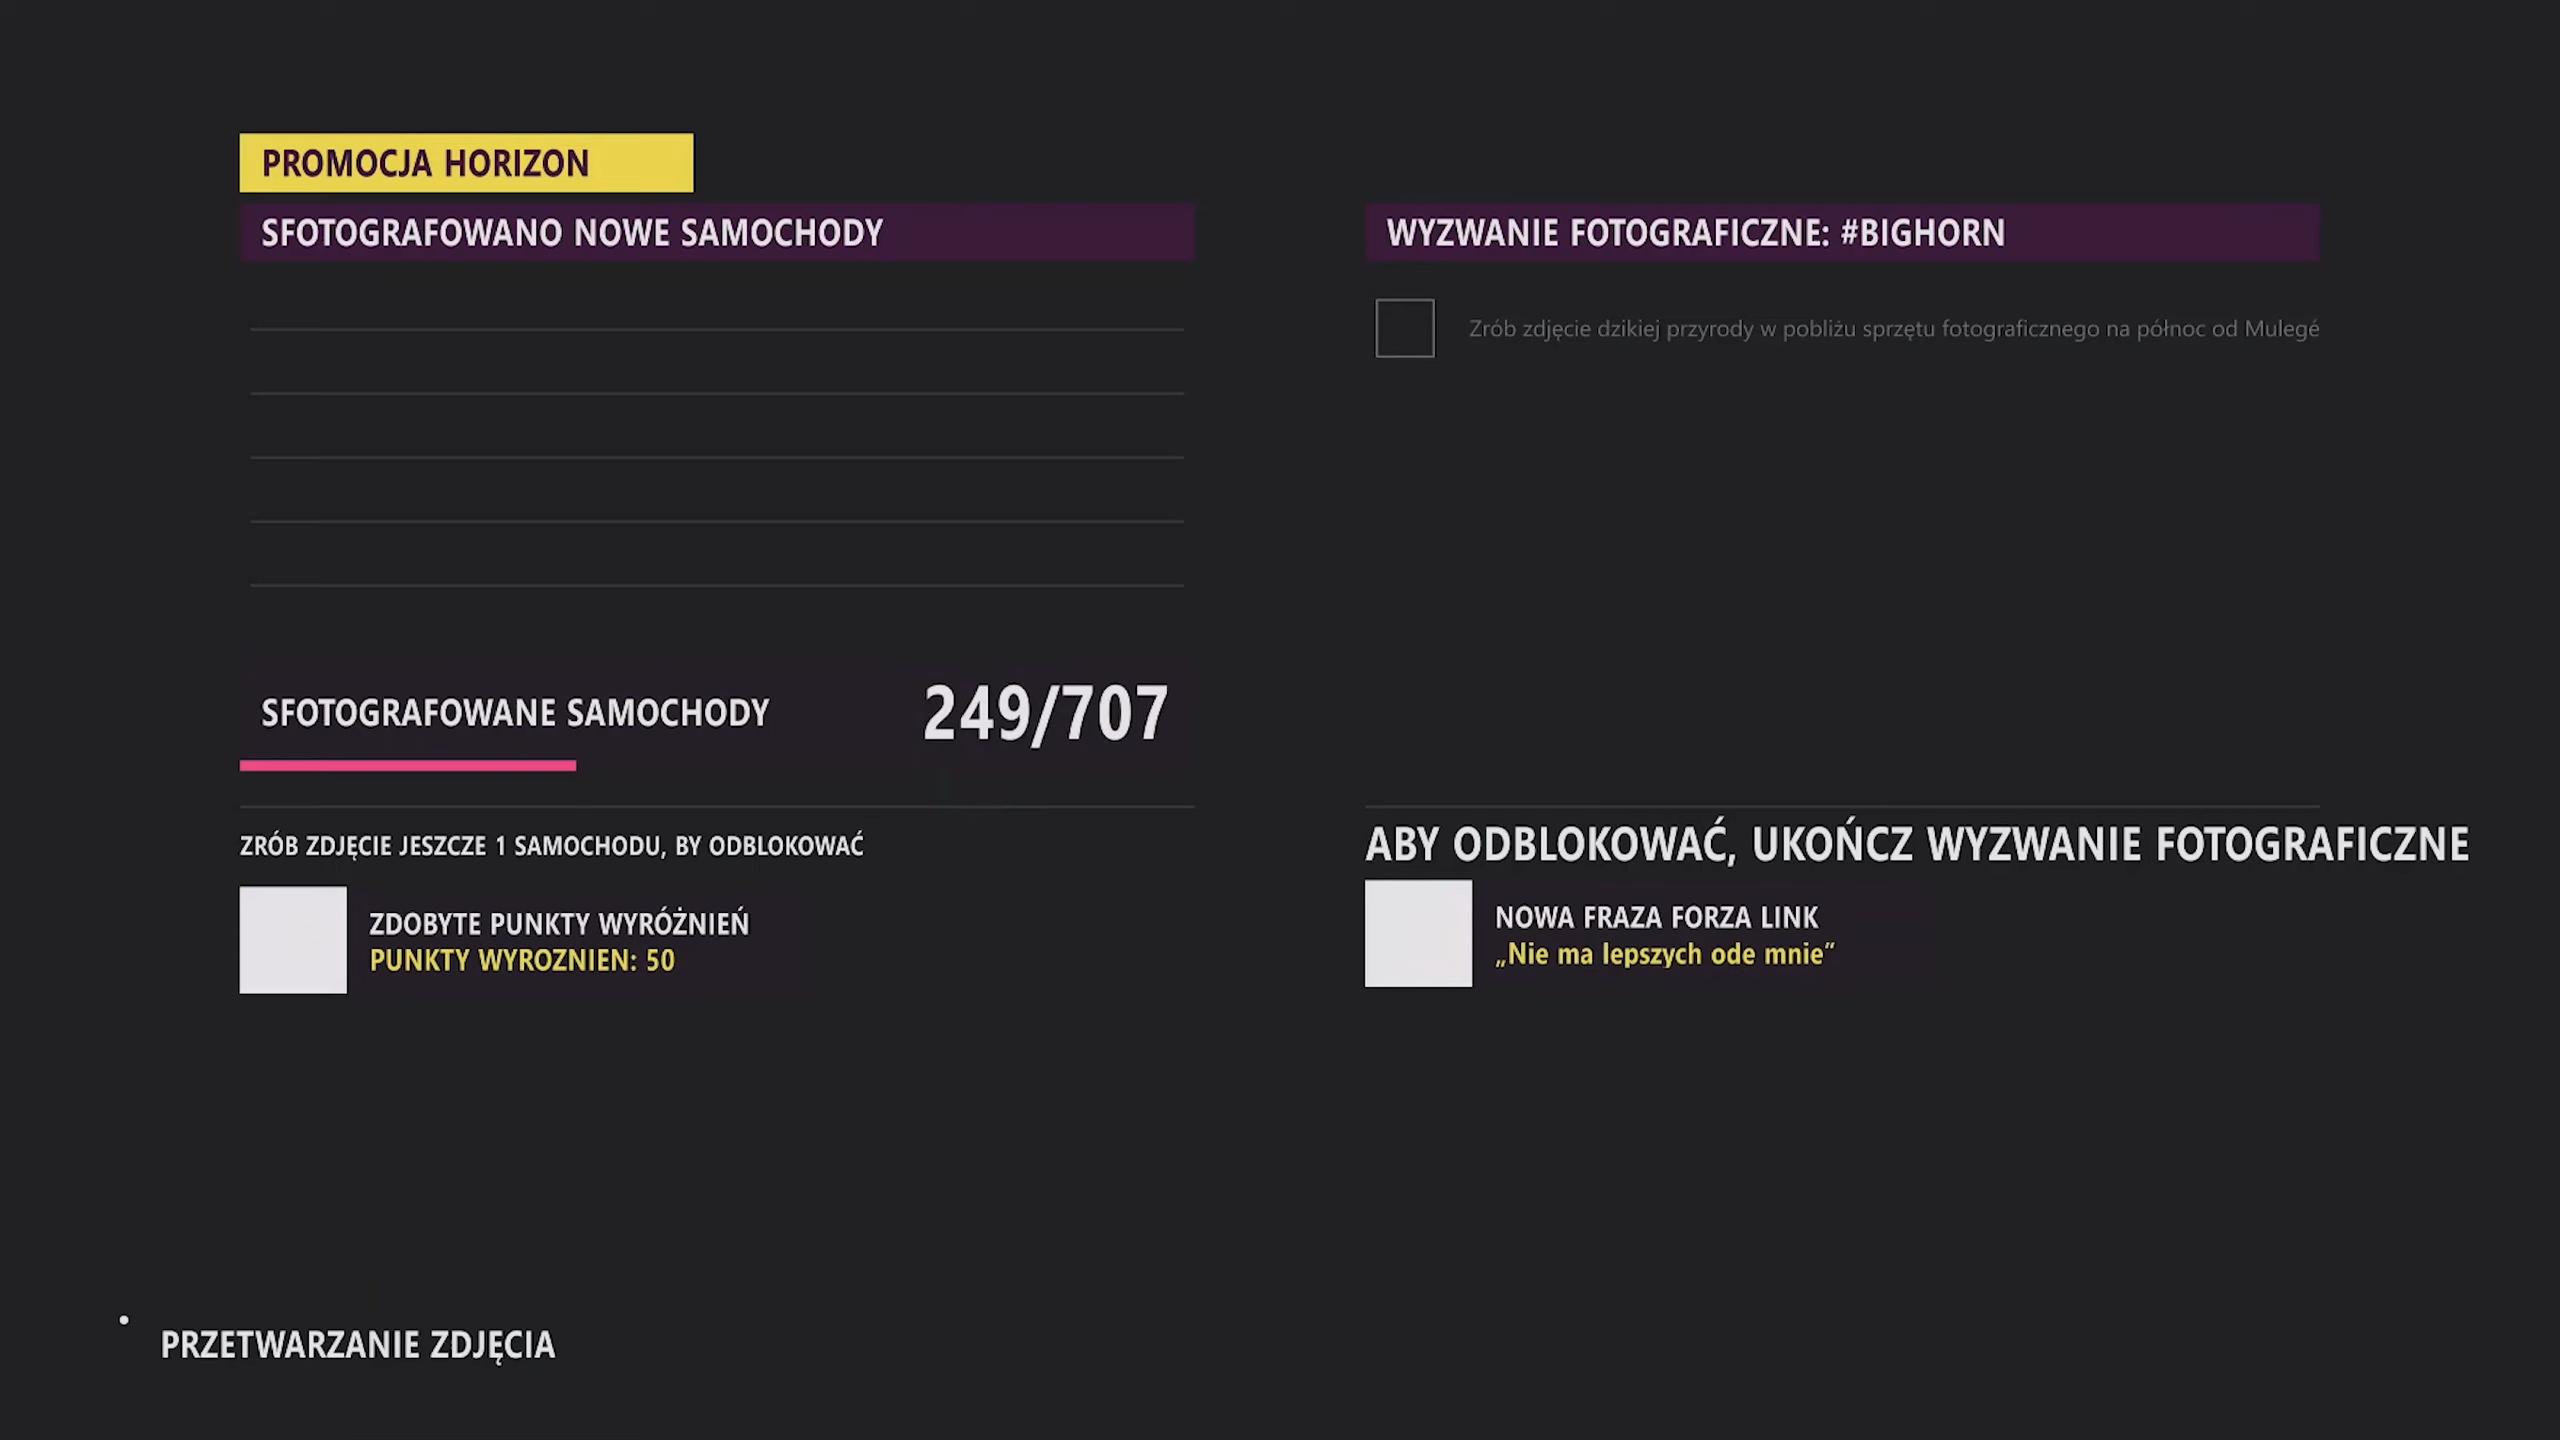 PROMOCJA HORIZON
SFOTOGRAFOWANO NOWE SAMOCHODY
SFOTOGRAFOWANE SAMOCHODY 249/707
ZRÓB ZDJĘCIE JESZCZE 1 SAMOCHODU, BY ODBLOKOWAĆ
ZDOBYTE PUNKTY WYRÓŻNIEŃ
PUNKTY WYROZNIEN: 50
WYZWANIE FOTOGRAFICZNE: #BIGHORN
Zrób zdjęcie dzikiej przyrody w pobliżu sprzętu fotograficznego na północ od Mulegé
ABY ODBLOKOWAĆ, UKOŃCZ WYZWANIE FOTOGRAFICZNE
NOWA FRAZA FORZA LINK
„Nie ma lepszych ode mnie”
PRZETWARZANIE ZDJĘCIA